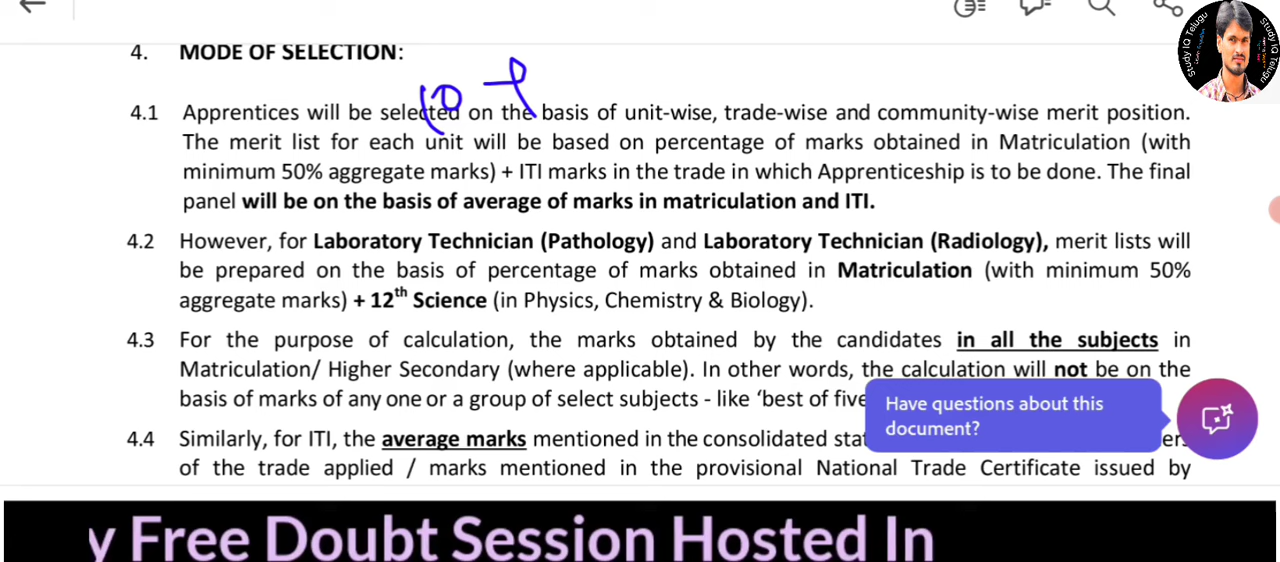 4. MODE OF SELECTION:
4.1 Apprentices will be selected on the basis of unit-wise, trade-wise and community-wise merit position.
The merit list for each unit will be based on percentage of marks obtained in Matriculation (with
minimum 50% aggregate marks) + ITI marks in the trade in which Apprenticeship is to be done. The final
panel will be on the basis of average of marks in matriculation and ITI.
4.2 However, for Laboratory Technician (Pathology) and Laboratory Technician (Radiology), merit lists will
be prepared on the basis of percentage of marks obtained in Matriculation (with minimum 50%
aggregate marks) + 12th Science (in Physics, Chemistry & Biology).
4.3 For the purpose of calculation, the marks obtained by the candidates in all the subjects in
Matriculation/ Higher Secondary (where applicable). In other words, the calculation will not be on the
basis of marks of any one or a group of select subjects - like ‘best of five
4.4 Similarly, for ITI, the average marks mentioned in the consolidated
of the trade applied / marks mentioned in the provisional National Trade Certificate issued by
Have questions about this
document?
Study IQ Telugu
Study IQ Telugu
y Free Doubt Session Hosted In